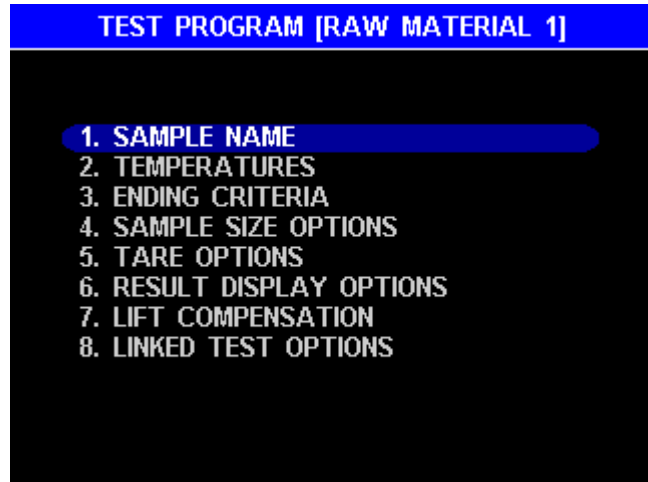 TEST PROGRAM [RAW MATERIAL 1]
1. SAMPLE NAME
2. TEMPERATURES
3. ENDING CRITERIA
4. SAMPLE SIZE OPTIONS
5. TARE OPTIONS
6. RESULT DISPLAY OPTIONS
7. LIFT COMPENSATION
8. LINKED TEST OPTIONS